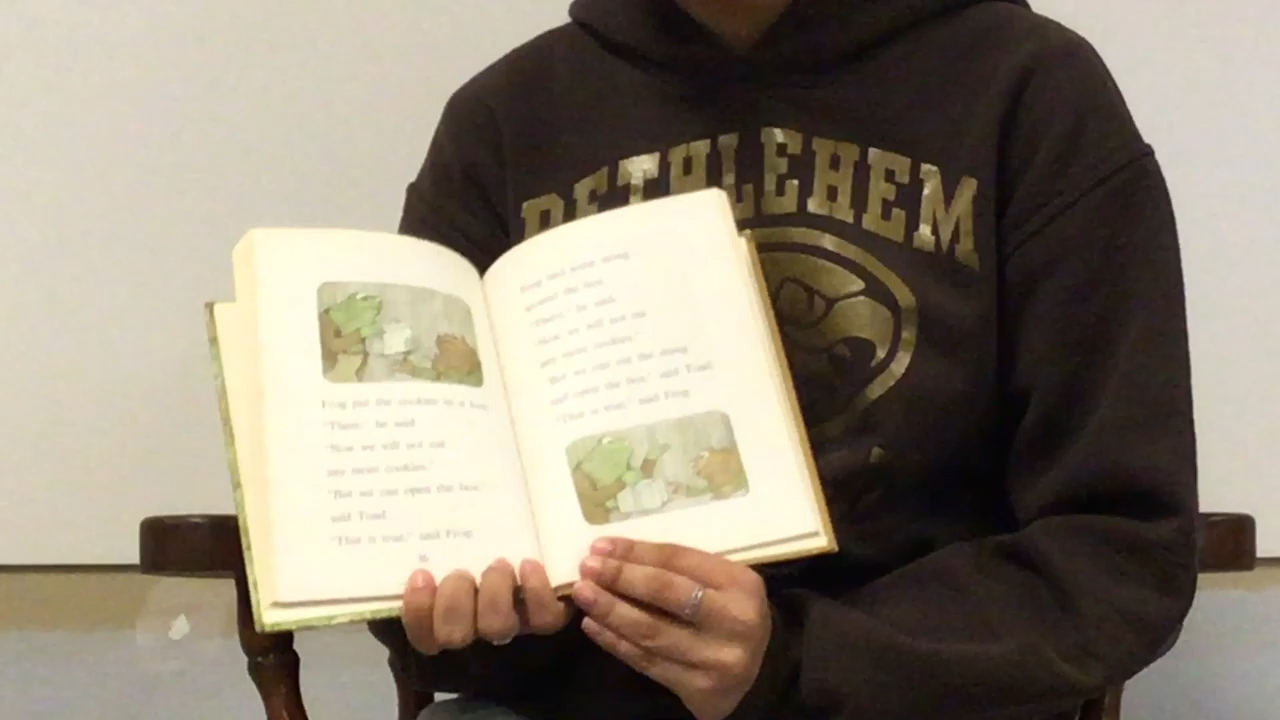 BETHLEHEM
Frog put the cookies in a box.
"There," he said.
"Now we will not eat
any more cookies."
"But we can open the box,"
said Toad.
"That is true," said Frog.
36
Frog tied some string
around the box.
"There," he said.
"Now we will not eat
any more cookies."
"But we can cut the string
and open the box," said Toad.
"That is true," said Frog.